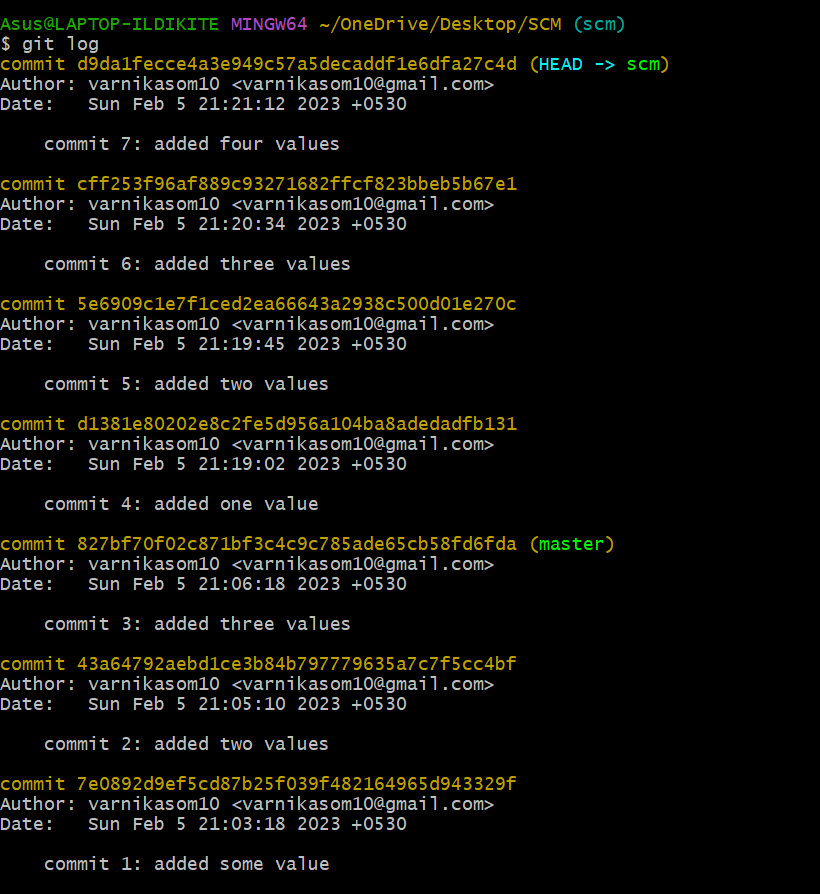 Asus@LAPTOP-ILDIKITE MINGW64 ~/OneDrive/Desktop/SCM (scm)
$ git log
commit d9da1fecce4a3e949c57a5decaddf1e6dfa27c4d (HEAD -> scm)
Author: varnikasom10 <varnikasom10@gmail.com>
Date:   Sun Feb 5 21:21:12 2023 +0530
    commit 7: added four values
commit cff253f96af889c93271682ffcf823bbeb5b67e1
Author: varnikasom10 <varnikasom10@gmail.com>
Date:   Sun Feb 5 21:20:34 2023 +0530
    commit 6: added three values
commit 5e6909c1e7f1ced2ea66643a2938c500d01e270c
Author: varnikasom10 <varnikasom10@gmail.com>
Date:   Sun Feb 5 21:19:45 2023 +0530
    commit 5: added two values
commit d1381e80202e8c2fe5d956a104ba8adedadfb131
Author: varnikasom10 <varnikasom10@gmail.com>
Date:   Sun Feb 5 21:19:02 2023 +0530
    commit 4: added one value
commit 827bf70f02c871bf3c4c9c785ade65cb58fd6fda (master)
Author: varnikasom10 <varnikasom10@gmail.com>
Date:   Sun Feb 5 21:06:18 2023 +0530
    commit 3: added three values
commit 43a64792aebd1ce3b84b797779635a7c7f5cc4bf
Author: varnikasom10 <varnikasom10@gmail.com>
Date:   Sun Feb 5 21:05:10 2023 +0530
    commit 2: added two values
commit 7e0892d9ef5cd87b25f039f482164965d943329f
Author: varnikasom10 <varnikasom10@gmail.com>
Date:   Sun Feb 5 21:03:18 2023 +0530
    commit 1: added some value